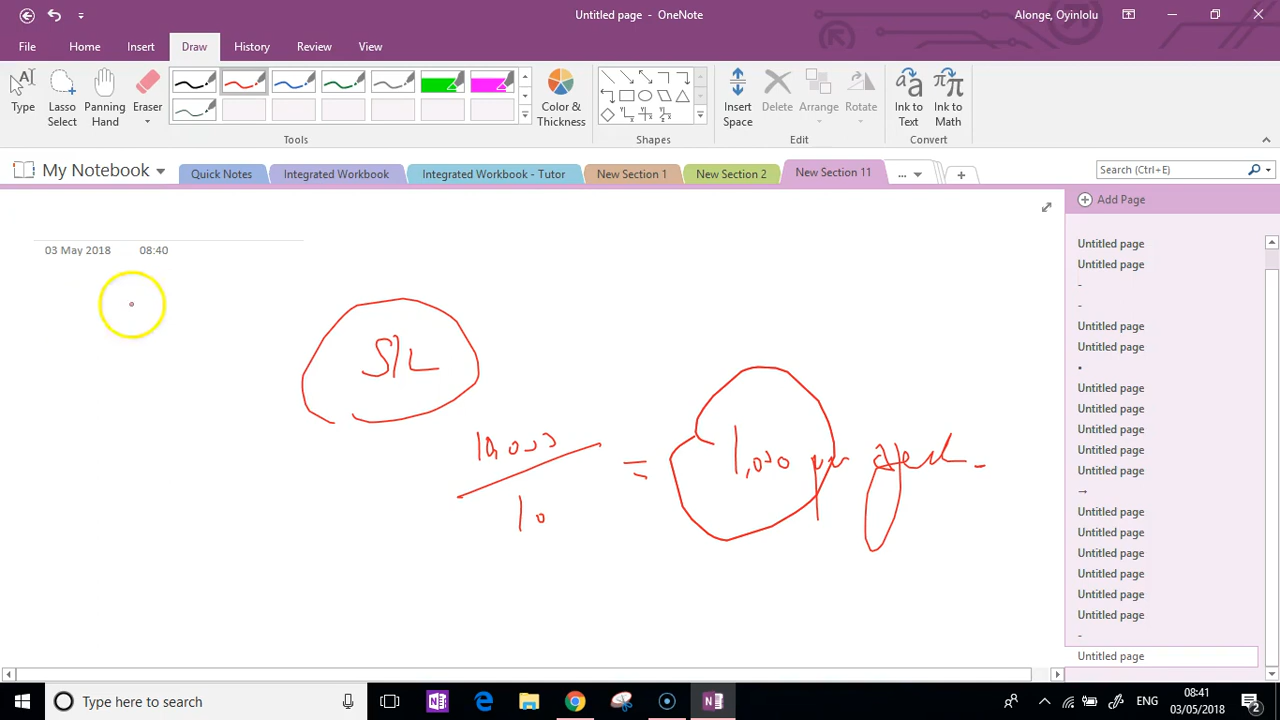 Untitled page - OneNote
Alonge, Oyinlolu
File Home Insert Draw History Review View
Type
Lasso Select
Panning Hand
Eraser
Color & Thickness
Insert Space
Delete
Arrange
Rotate
Ink to Text
Ink to Math
Tools
Shapes
Edit
Convert
My Notebook
Quick Notes
Integrated Workbook
Integrated Workbook - Tutor
New Section 1
New Section 2
New Section 11
...
Search (Ctrl+E)
Add Page
03 May 2018 08:40
S/L
10,000
10
= 1,000 per year.
Untitled page
Untitled page
-
-
Untitled page
Untitled page
•
Untitled page
Untitled page
Untitled page
Untitled page
Untitled page
→
Untitled page
Untitled page
Untitled page
Untitled page
Untitled page
Untitled page
-
Untitled page
Type here to search
ENG
08:41
03/05/2018
2